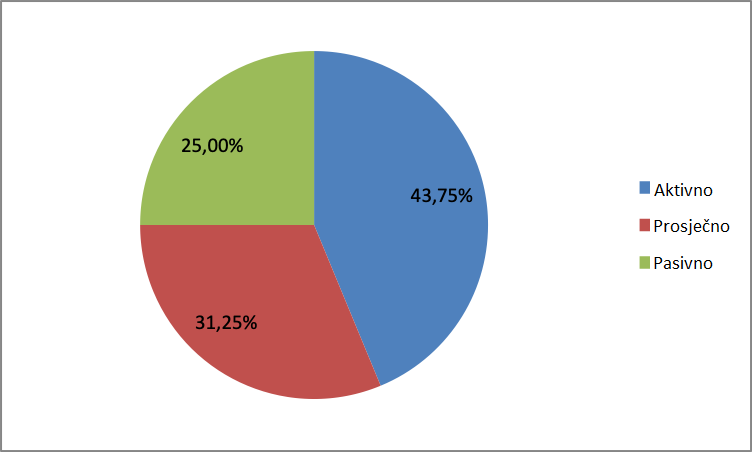 25,00%
43,75%
31,25%
Aktivno
Prosječno
Pasivno